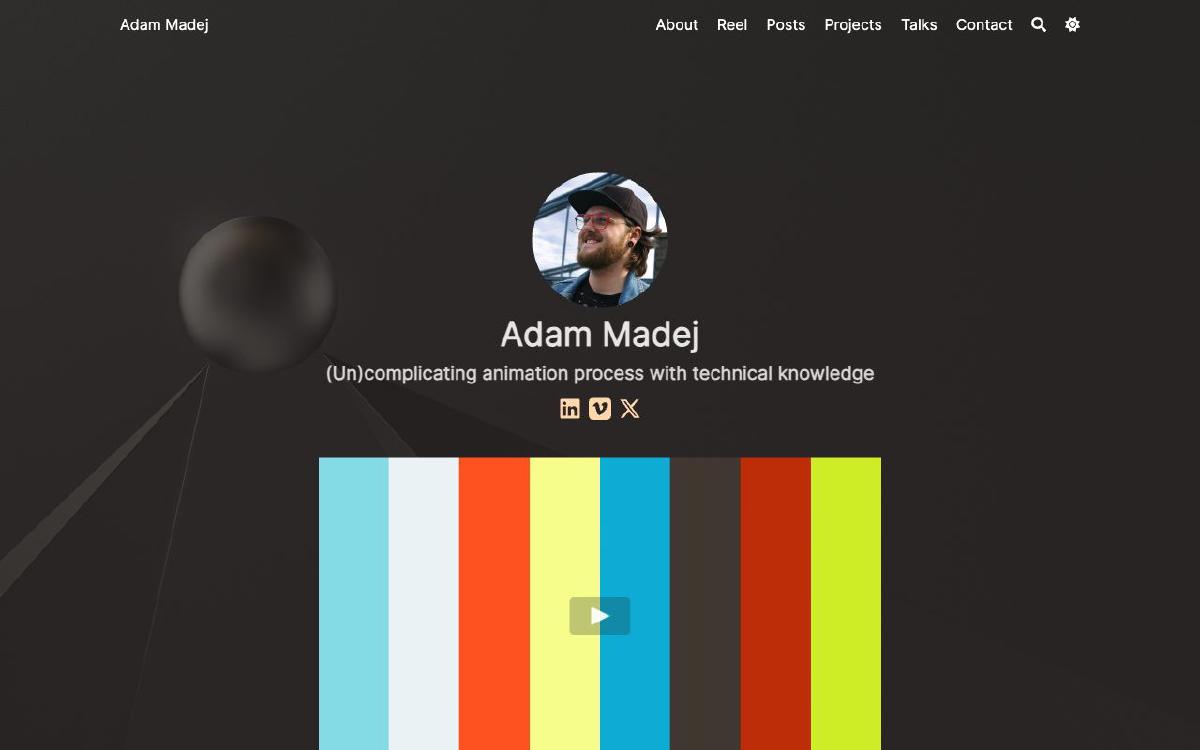 Adam Madej
About Reel Posts Projects Talks Contact
Adam Madej
(Un)complicating animation process with technical knowledge